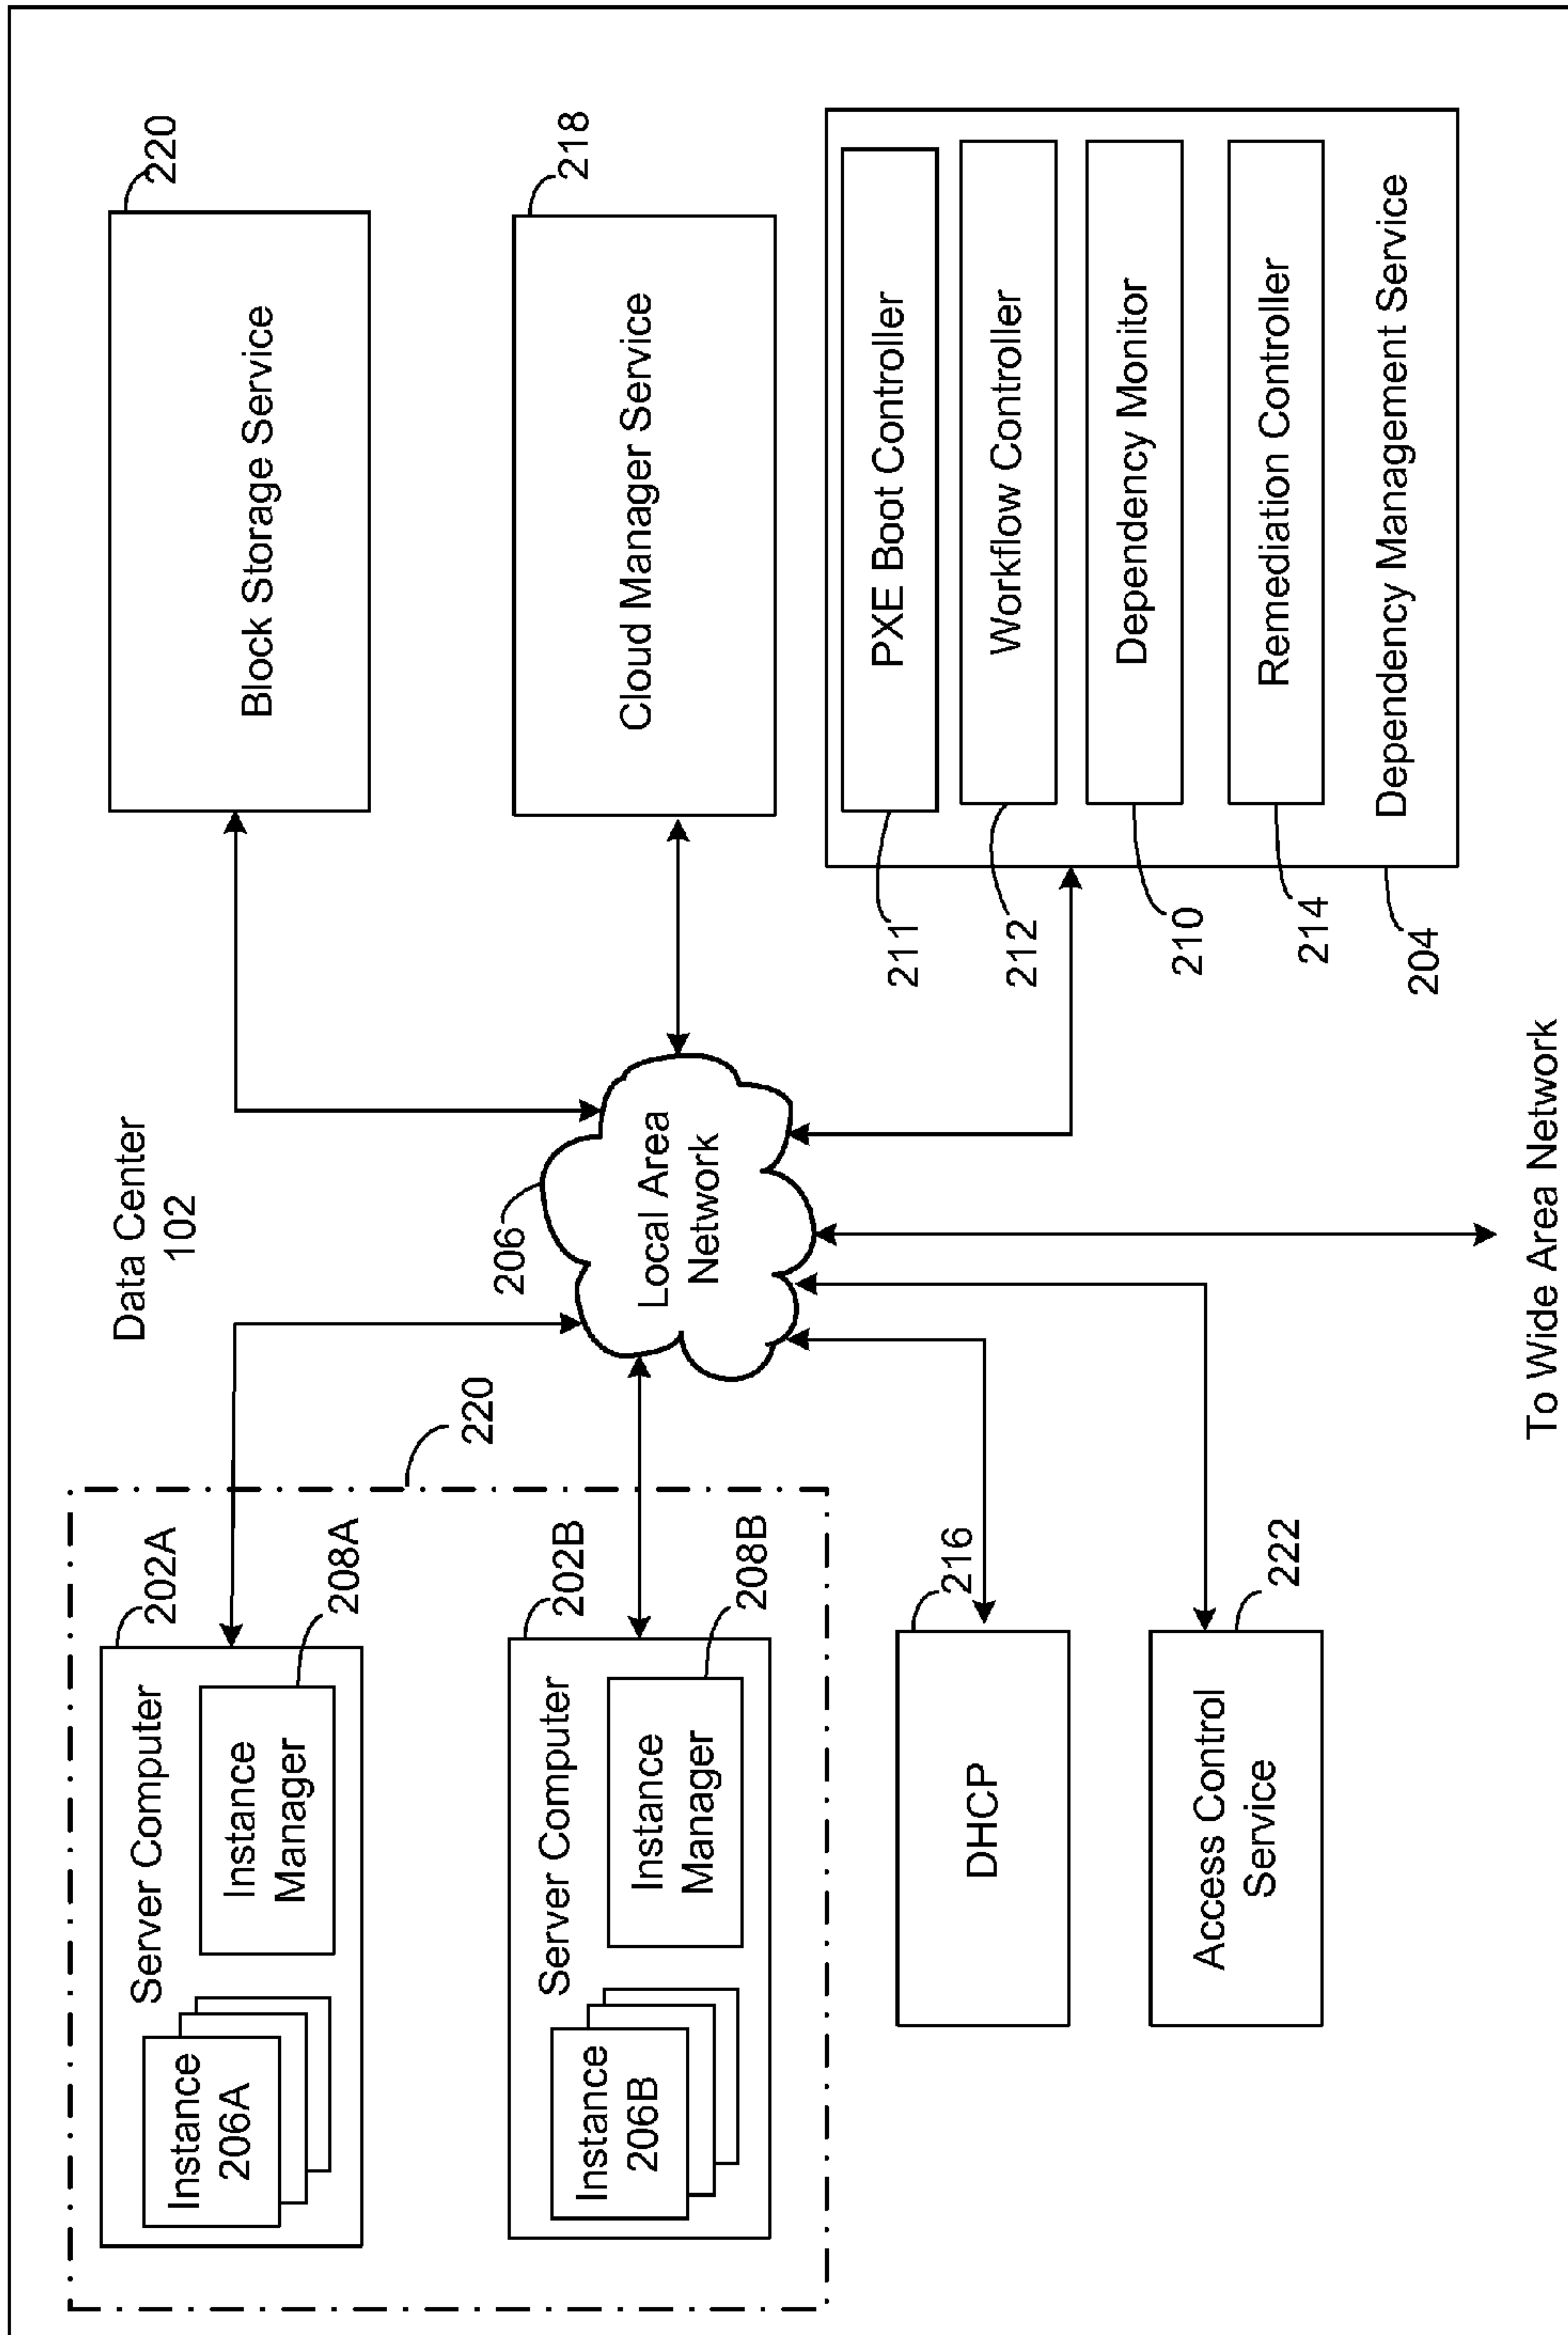 Data Center
102
220
202A
Server Computer
Instance
206A
Instance
Manager
208A
202B
Server Computer
Instance
206B
Instance
Manager
208B
216
DHCP
222
Access Control
Service
206
Local Area
Network
To Wide Area Network
220
Block Storage Service
218
Cloud Manager Service
211
PXE Boot Controller
212
Workflow Controller
210
Dependency Monitor
214
Remediation Controller
204
Dependency Management Service